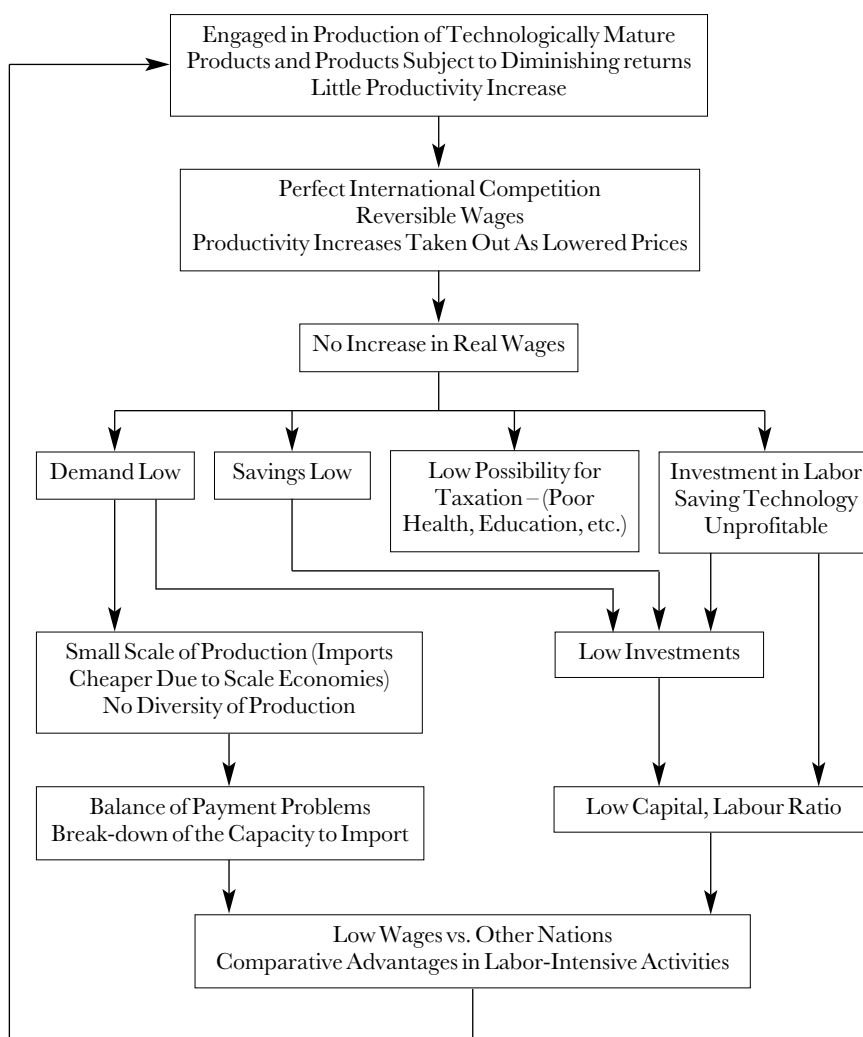 Engaged in Production of Technologically Mature
Products and Products Subject to Diminishing returns
Little Productivity Increase
Perfect International Competition
Reversible Wages
Productivity Increases Taken Out As Lowered Prices
No Increase in Real Wages
Demand Low
Savings Low
Low Possibility for
Taxation – (Poor
Health, Education, etc.)
Investment in Labor
Saving Technology
Unprofitable
Small Scale of Production (Imports
Cheaper Due to Scale Economies)
No Diversity of Production
Low Investments
Balance of Payment Problems
Break-down of the Capacity to Import
Low Capital, Labour Ratio
Low Wages vs. Other Nations
Comparative Advantages in Labor-Intensive Activities